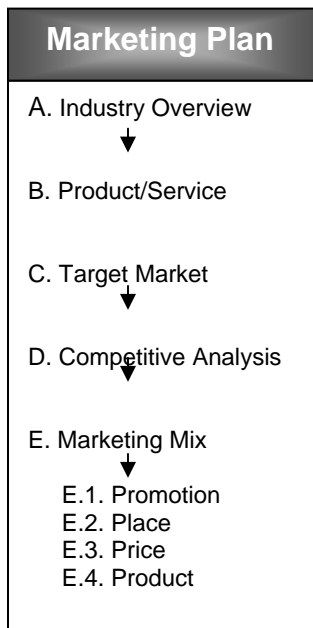 Marketing Plan
A. Industry Overview
B. Product/Service
C. Target Market
D. Competitive Analysis
E. Marketing Mix
E.1. Promotion
E.2. Place
E.3. Price
E.4. Product